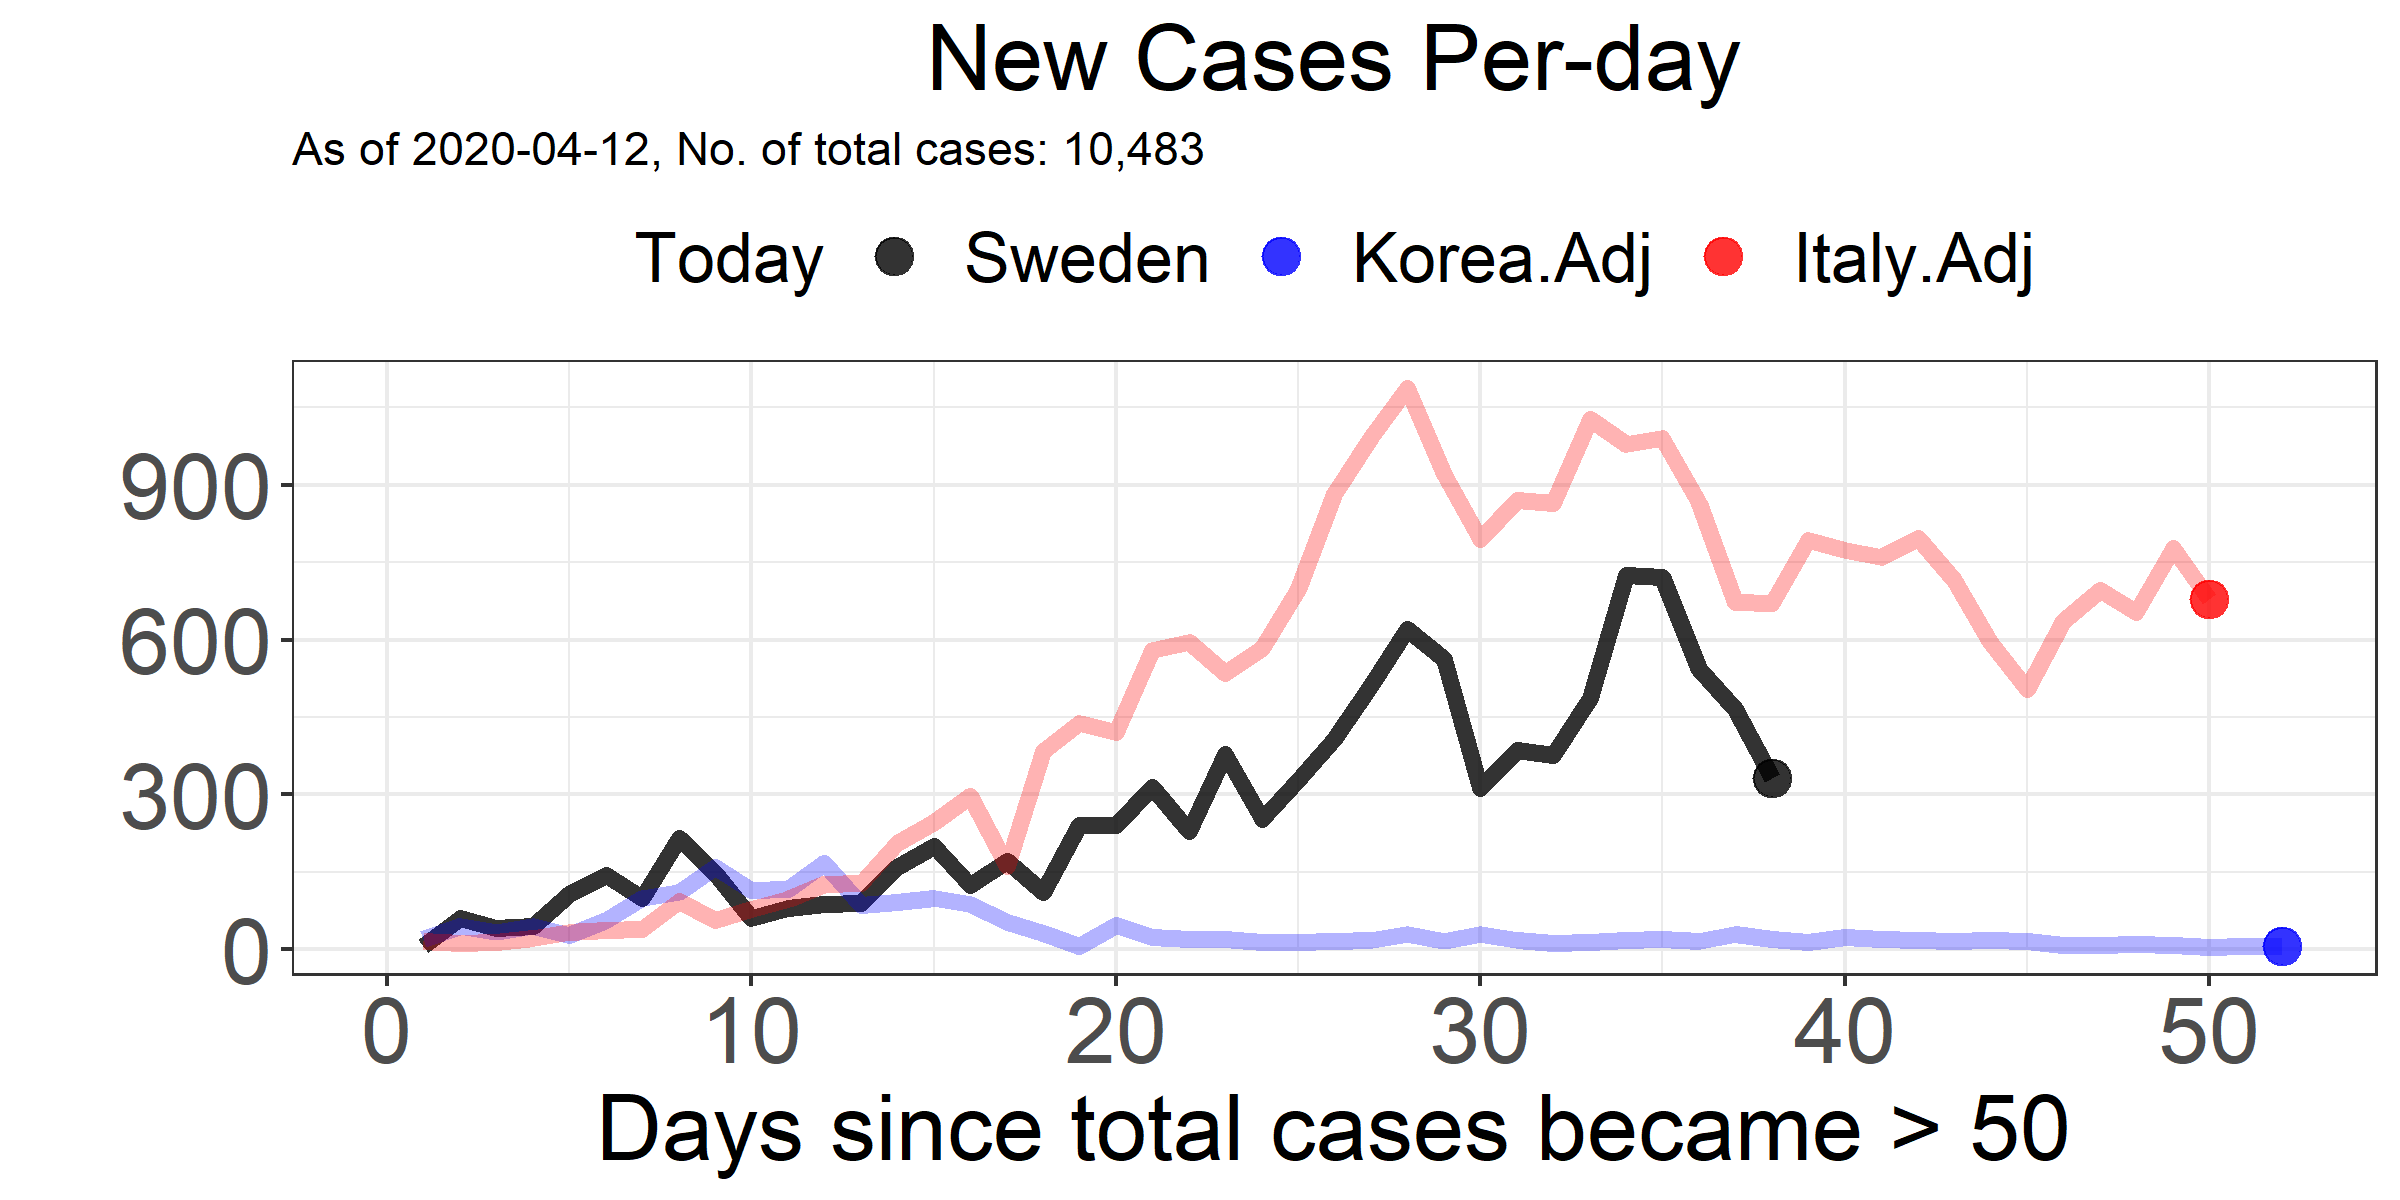 New Cases Per-day
As of 2020-04-12, No. of total cases: 10,483
Today Sweden Korea.Adj Italy.Adj
900
600
300
0
0 10 20 30 40 50
Days since total cases became > 50